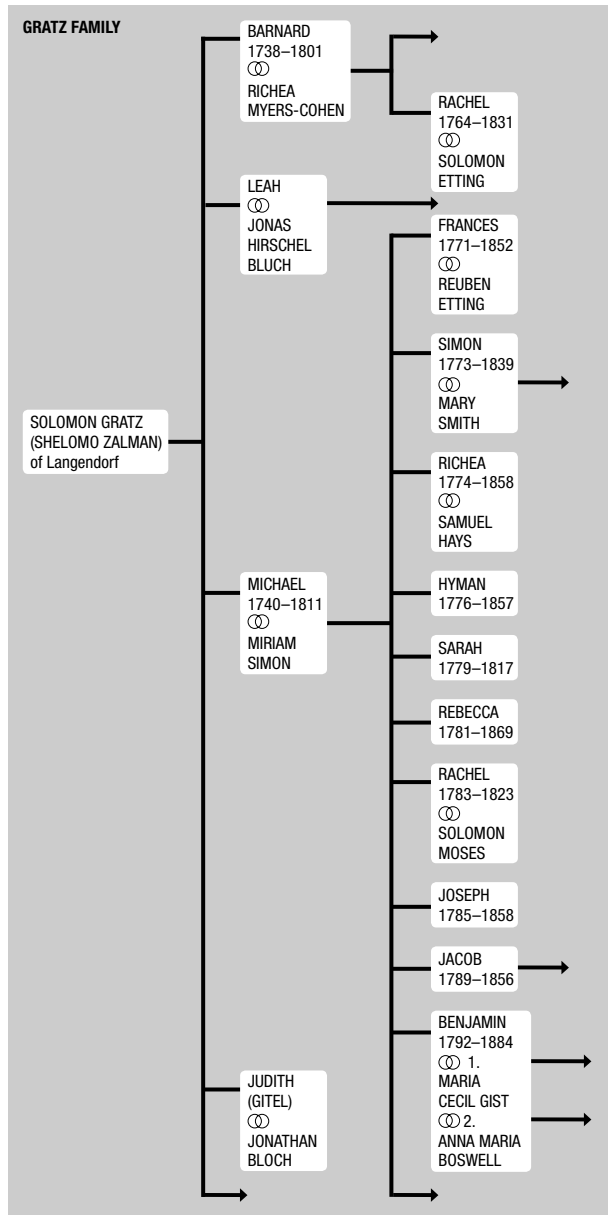 GRATZ FAMILY
SOLOMON GRATZ
(SHELOMO ZALMAN)
of Langendorf
BARNARD
1738–1801
RICHEA
MYERS-COHEN
RACHEL
1764–1831
SOLOMON
ETTING
LEAH
JONAS
HIRSCHEL
BLUCH
MICHAEL
1740–1811
MIRIAM
SIMON
FRANCES
1771–1852
REUBEN
ETTING
SIMON
1773–1839
MARY
SMITH
RICHEA
1774–1858
SAMUEL
HAYS
HYMAN
1776–1857
SARAH
1779–1817
REBECCA
1781–1869
RACHEL
1783–1823
SOLOMON
MOSES
JOSEPH
1785–1858
JACOB
1789–1856
BENJAMIN
1792–1884
1.
MARIA
CECIL GIST
2.
ANNA MARIA
BOSWELL
JUDITH
(GITEL)
JONATHAN
BLOCH